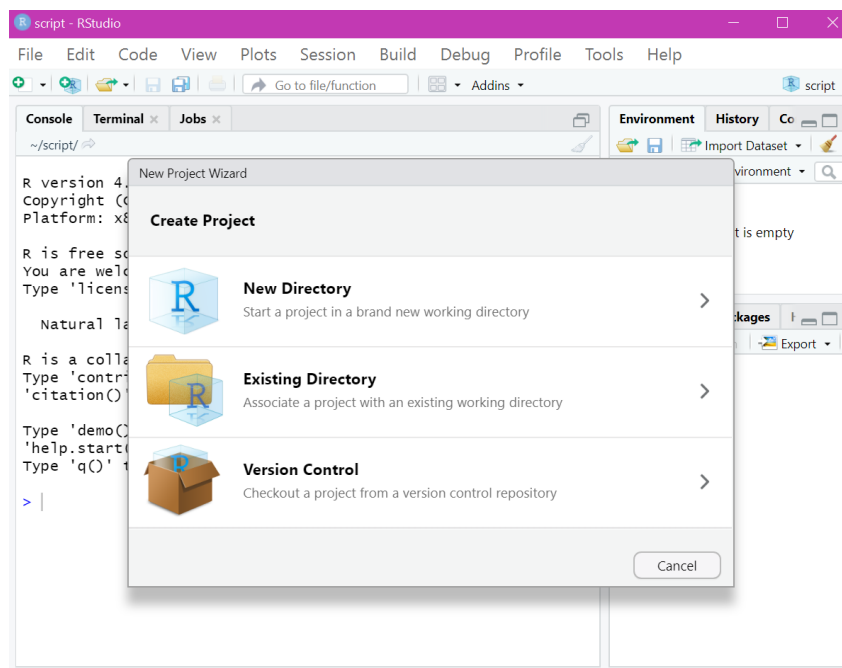 script - RStudio
File Edit Code View Plots Session Build Debug Profile Tools Help
Go to file/function Addins script
Console Terminal Jobs
Environment History Co
~/script/
Import Dataset
New Project Wizard
vironment
R version 4.
Copyright (
Platform: x8
Create Project
t is empty
R is free so
You are welc
Type 'licens
New Directory
Start a project in a brand new working directory
Natural la
ckages
Export
R is a colla
Type 'contri
'citation()'
Existing Directory
Associate a project with an existing working directory
Type 'demo()
'help.start(
Type 'q()' t
Version Control
Checkout a project from a version control repository
>
Cancel